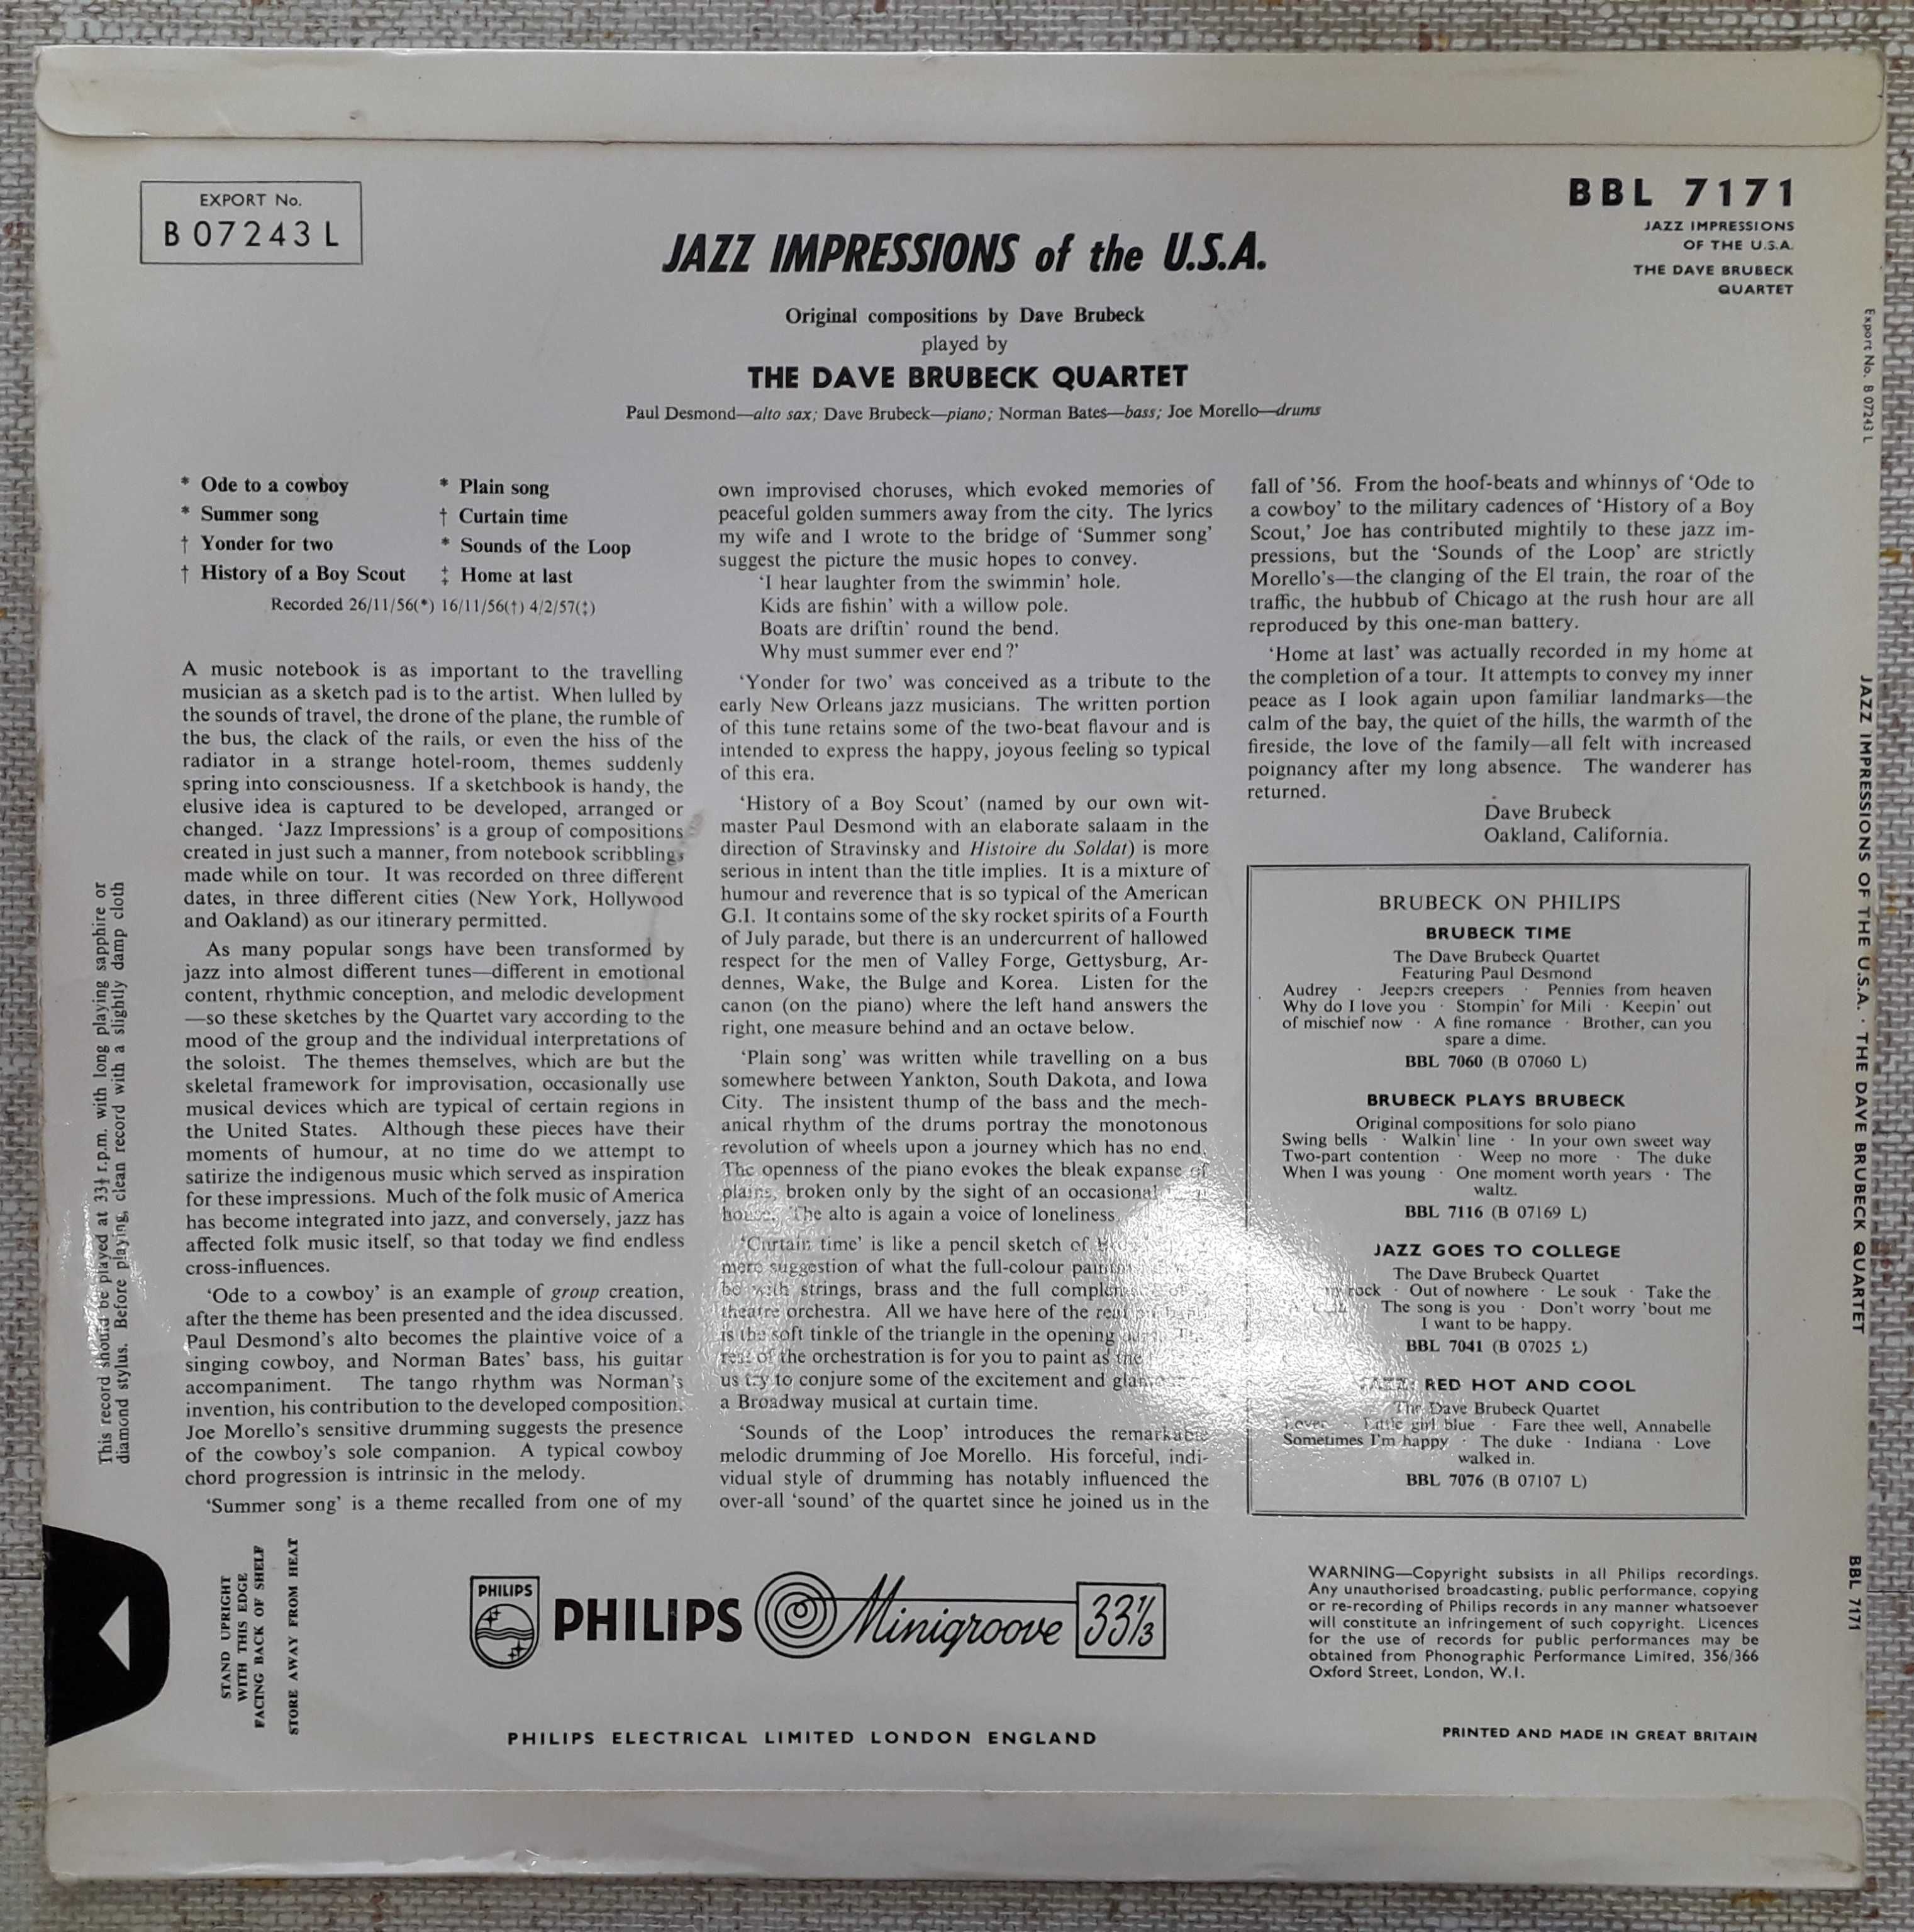 EXPORT No.
B 07243 L
BBL 7171
JAZZ IMPRESSIONS
OF THE U.S.A.
THE DAVE BRUBECK
QUARTET
JAZZ IMPRESSIONS of the U.S.A.
Original compositions by Dave Brubeck
played by
THE DAVE BRUBECK QUARTET
Paul Desmond—alto sax; Dave Brubeck—piano; Norman Bates—bass; Joe Morello—drums
* Ode to a cowboy
* Summer song
† Yonder for two
† History of a Boy Scout
* Plain song
† Curtain time
* Sounds of the Loop
‡ Home at last
Recorded 26/11/56(*) 16/11/56(†) 4/2/57(‡)
A music notebook is as important to the travelling
musician as a sketch pad is to the artist. When lulled by
the sounds of travel, the drone of the plane, the rumble of
the bus, the clack of the rails, or even the hiss of the
radiator in a strange hotel-room, themes suddenly
spring into consciousness. If a sketchbook is handy, the
elusive idea is captured to be developed, arranged or
changed. ‘Jazz Impressions’ is a group of compositions
created in just such a manner, from notebook scribblings
made while on tour. It was recorded on three different
dates, in three different cities (New York, Hollywood
and Oakland) as our itinerary permitted.
As many popular songs have been transformed by
jazz into almost different tunes—different in emotional
content, rhythmic conception, and melodic development
—so these sketches by the Quartet vary according to the
mood of the group and the individual interpretations of
the soloist. The themes themselves, which are but the
skeletal framework for improvisation, occasionally use
musical devices which are typical of certain regions in
the United States. Although these pieces have their
moments of humour, at no time do we attempt to
satirize the indigenous music which served as inspiration
for these impressions. Much of the folk music of America
has become integrated into jazz, and conversely, jazz has
affected folk music itself, so that today we find endless
cross-influences.
‘Ode to a cowboy’ is an example of group creation,
after the theme has been presented and the idea discussed.
Paul Desmond’s alto becomes the plaintive voice of a
singing cowboy, and Norman Bates’ bass, his guitar
accompaniment. The tango rhythm was Norman’s
invention, his contribution to the developed composition.
Joe Morello’s sensitive drumming suggests the presence
of the cowboy’s sole companion. A typical cowboy
chord progression is intrinsic in the melody.
‘Summer song’ is a theme recalled from one of my
own improvised choruses, which evoked memories of
peaceful golden summers away from the city. The lyrics
my wife and I wrote to the bridge of ‘Summer song’
suggest the picture the music hopes to convey.
‘I hear laughter from the swimmin’ hole.
Kids are fishin’ with a willow pole.
Boats are driftin’ round the bend.
Why must summer ever end?’
‘Yonder for two’ was conceived as a tribute to the
early New Orleans jazz musicians. The written portion
of this tune retains some of the two-beat flavour and is
intended to express the happy, joyous feeling so typical
of this era.
‘History of a Boy Scout’ (named by our own wit-
master Paul Desmond with an elaborate salaam in the
direction of Stravinsky and Histoire du Soldat) is more
serious in intent than the title implies. It is a mixture of
humour and reverence that is so typical of the American
G.I. It contains some of the sky rocket spirits of a Fourth
of July parade, but there is an undercurrent of hallowed
respect for the men of Valley Forge, Gettysburg, Ar-
dennes, Wake, the Bulge and Korea. Listen for the
canon (on the piano) where the left hand answers the
right, one measure behind and an octave below.
‘Plain song’ was written while travelling on a bus
somewhere between Yankton, South Dakota, and Iowa
City. The insistent thump of the bass and the mech-
anical rhythm of the drums portray the monotonous
revolution of wheels upon a journey which has no end.
The openness of the piano evokes the bleak expanse of
plains, broken only by the sight of an occasional
house. The alto is again a voice of loneliness.
‘Curtain time’ is like a pencil sketch of
mere suggestion of what the full-colour
be with strings, brass and the full
theatre orchestra. All we have here of the real
is the soft tinkle of the triangle in the opening
rest of the orchestration is for you to paint as the
us try to conjure some of the excitement and
a Broadway musical at curtain time.
‘Sounds of the Loop’ introduces the remarkable
melodic drumming of Joe Morello. His forceful, indi-
vidual style of drumming has notably influenced the
over-all ‘sound’ of the quartet since he joined us in the
fall of ’56. From the hoof-beats and whinnys of ‘Ode to
a cowboy’ to the military cadences of ‘History of a Boy
Scout,’ Joe has contributed mightily to these jazz im-
pressions, but the ‘Sounds of the Loop’ are strictly
Morello’s—the clanging of the El train, the roar of the
traffic, the hubbub of Chicago at the rush hour are all
reproduced by this one-man battery.
‘Home at last’ was actually recorded in my home at
the completion of a tour. It attempts to convey my inner
peace as I look again upon familiar landmarks—the
calm of the bay, the quiet of the hills, the warmth of the
fireside, the love of the family—all felt with increased
poignancy after my long absence. The wanderer has
returned.
Dave Brubeck
Oakland, California.
BRUBECK ON PHILIPS
BRUBECK TIME
The Dave Brubeck Quartet
Featuring Paul Desmond
Audrey · Jeepers creepers · Pennies from heaven
Why do I love you · Stompin’ for Mili · Keepin’ out
of mischief now · A fine romance · Brother, can you
spare a dime.
BBL 7060 (B 07060 L)
BRUBECK PLAYS BRUBECK
Original compositions for solo piano
Swing bells · Walkin’ line · In your own sweet way
Two-part contention · Weep no more · The duke
When I was young · One moment worth years · The
waltz.
BBL 7116 (B 07169 L)
JAZZ GOES TO COLLEGE
The Dave Brubeck Quartet
· Out of nowhere · Le souk · Take the
The song is you · Don’t worry ’bout me
I want to be happy.
BBL 7041 (B 07025 L)
JAZZ: RED HOT AND COOL
The Dave Brubeck Quartet
Lover · Little girl blue · Fare thee well, Annabelle
Sometimes I’m happy · The duke · Indiana · Love
walked in.
BBL 7076 (B 07107 L)
This record should be played at 33⅓ r.p.m. with long playing sapphire or
diamond stylus. Before playing, clean record with a slightly damp cloth
STAND UPRIGHT
WITH THIS EDGE
FACING BACK OF SHELF
STORE AWAY FROM HEAT
PHILIPS
PHILIPS Minigroove 33⅓
WARNING—Copyright subsists in all Philips recordings.
Any unauthorised broadcasting, public performance, copying
or re-recording of Philips records in any manner whatsoever
will constitute an infringement of such copyright. Licences
for the use of records for public performances may be
obtained from Phonographic Performance Limited, 356/366
Oxford Street, London, W.1.
PHILIPS ELECTRICAL LIMITED LONDON ENGLAND
PRINTED AND MADE IN GREAT BRITAIN
Export No. B 07243 L
JAZZ IMPRESSIONS OF THE U.S.A. · THE DAVE BRUBECK QUARTET
BBL 7171